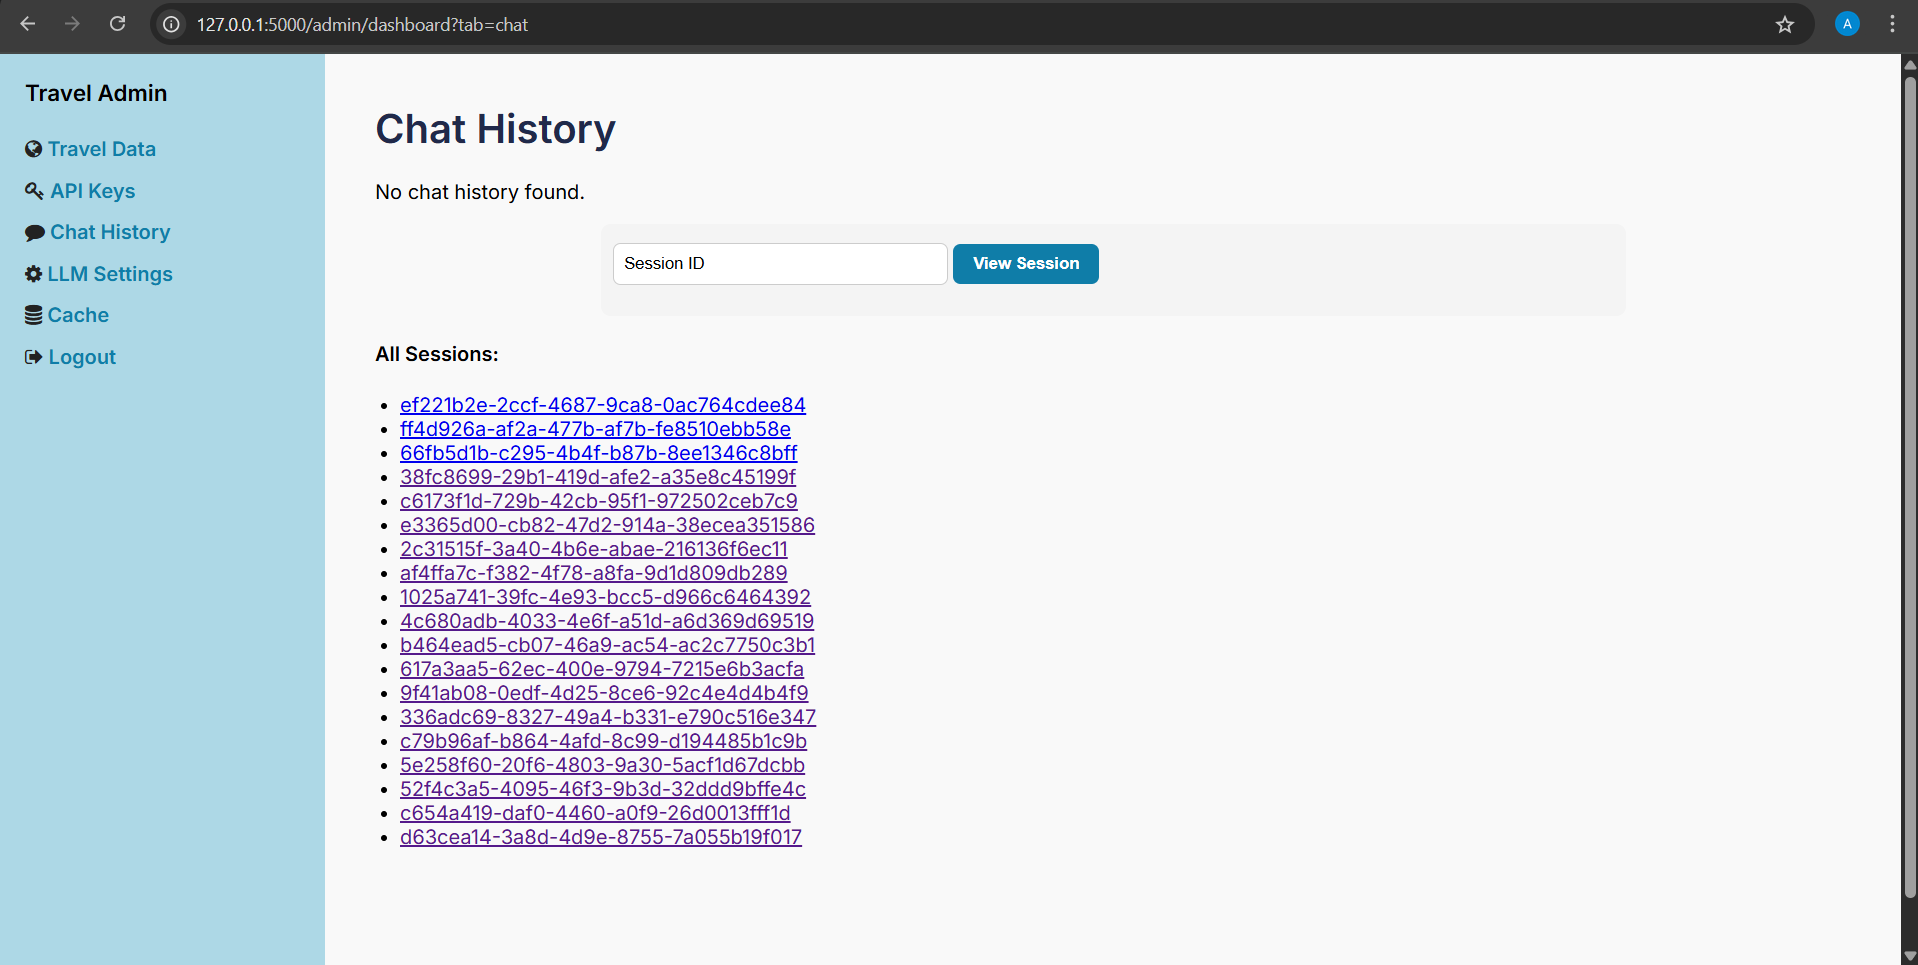 127.0.0.1:5000/admin/dashboard?tab=chat
A
Travel Admin
Travel Data
API Keys
Chat History
LLM Settings
Cache
Logout
Chat History
No chat history found.
Session ID View Session
All Sessions:
ef221b2e-2ccf-4687-9ca8-0ac764cdee84
ff4d926a-af2a-477b-af7b-fe8510ebb58e
66fb5d1b-c295-4b4f-b87b-8ee1346c8bff
38fc8699-29b1-419d-afe2-a35e8c45199f
c6173f1d-729b-42cb-95f1-972502ceb7c9
e3365d00-cb82-47d2-914a-38ecea351586
2c31515f-3a40-4b6e-abae-216136f6ec11
af4ffa7c-f382-4f78-a8fa-9d1d809db289
1025a741-39fc-4e93-bcc5-d966c6464392
4c680adb-4033-4e6f-a51d-a6d369d69519
b464ead5-cb07-46a9-ac54-ac2c7750c3b1
617a3aa5-62ec-400e-9794-7215e6b3acfa
9f41ab08-0edf-4d25-8ce6-92c4e4d4b4f9
336adc69-8327-49a4-b331-e790c516e347
c79b96af-b864-4afd-8c99-d194485b1c9b
5e258f60-20f6-4803-9a30-5acf1d67dcbb
52f4c3a5-4095-46f3-9b3d-32ddd9bffe4c
c654a419-daf0-4460-a0f9-26d0013fff1d
d63cea14-3a8d-4d9e-8755-7a055b19f017